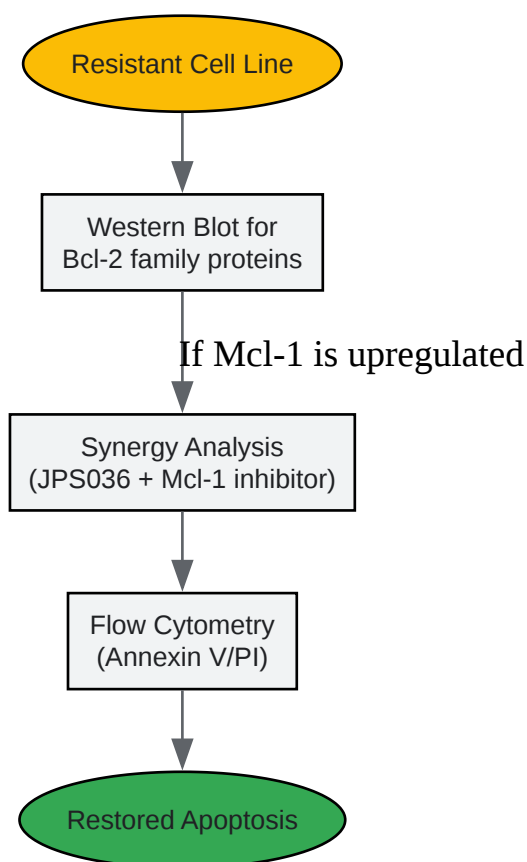 Resistant Cell Line
Western Blot for
Bcl-2 family proteins
If Mcl-1 is upregulated
Synergy Analysis
(JPS036 + Mcl-1 inhibitor)
Flow Cytometry
(Annexin V/PI)
Restored Apoptosis